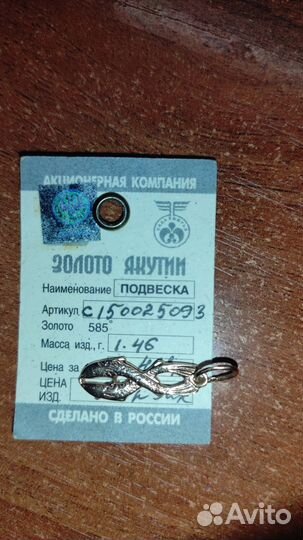 АКЦИОНЕРНАЯ КОМПАНИЯ
ЗОЛОТО ЯКУТИИ
Наименование ПОДВЕСКА
Артикул С150025093
Золото 585
Масса изд., г. 1.46
Цена за
ЦЕНА
ИЗД.
СДЕЛАНО В РОССИИ
Avito